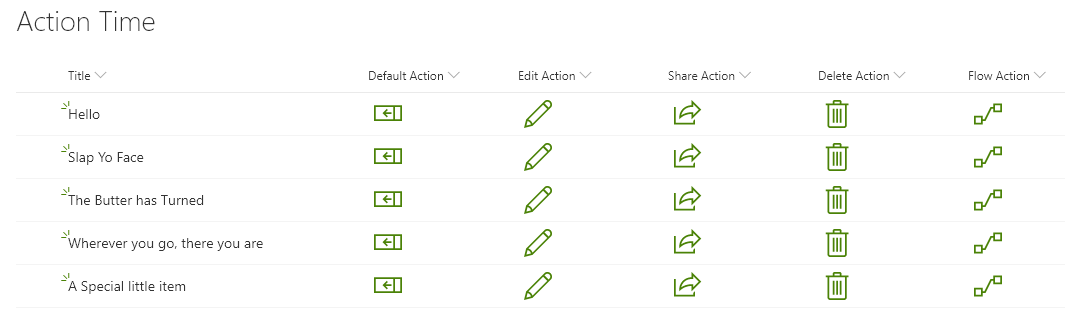 Action Time
Title Default Action Edit Action Share Action Delete Action Flow Action
Hello
Slap Yo Face
The Butter has Turned
Wherever you go, there you are
A Special little item